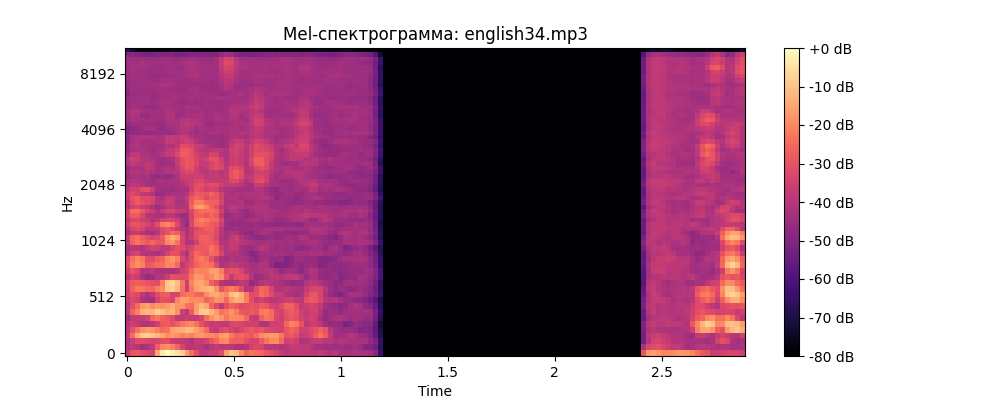 Mel-спектрограмма: english34.mp3
8192
4096
2048
1024
512
0
Hz
0 0.5 1 1.5 2 2.5
Time
+0 dB
-10 dB
-20 dB
-30 dB
-40 dB
-50 dB
-60 dB
-70 dB
-80 dB